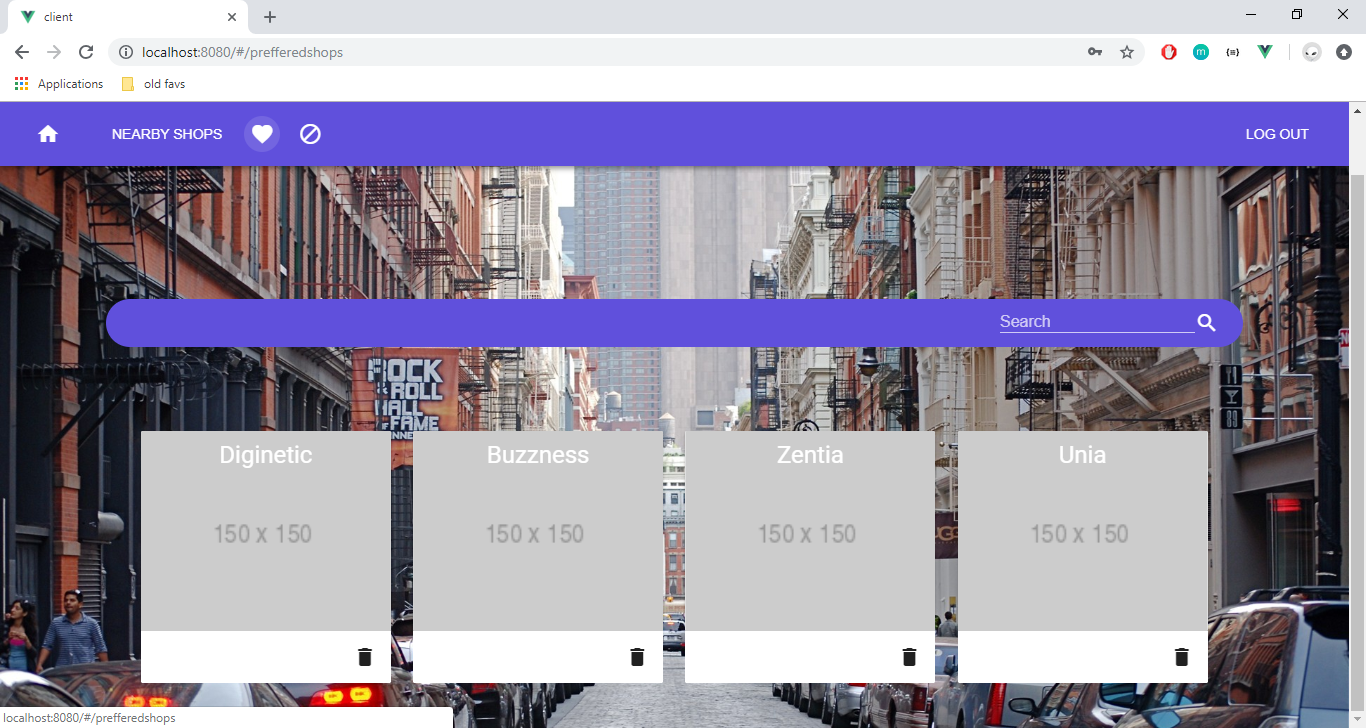 client
localhost:8080/#/prefferedshops
Applications
old favs
NEARBY SHOPS
LOG OUT
Search
ROCK
ROLL
HALL
OF FAME
Diginetic
Buzzness
Zentia
Unia
150 x 150
150 x 150
150 x 150
150 x 150
localhost:8080/#/prefferedshops